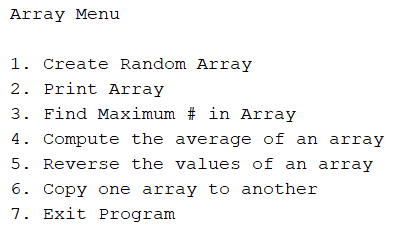 Array Menu
1. Create Random Array
2. Print Array
3. Find Maximum # in Array
4. Compute the average of an array
5. Reverse the values of an array
6. Copy one array to another
7. Exit Program